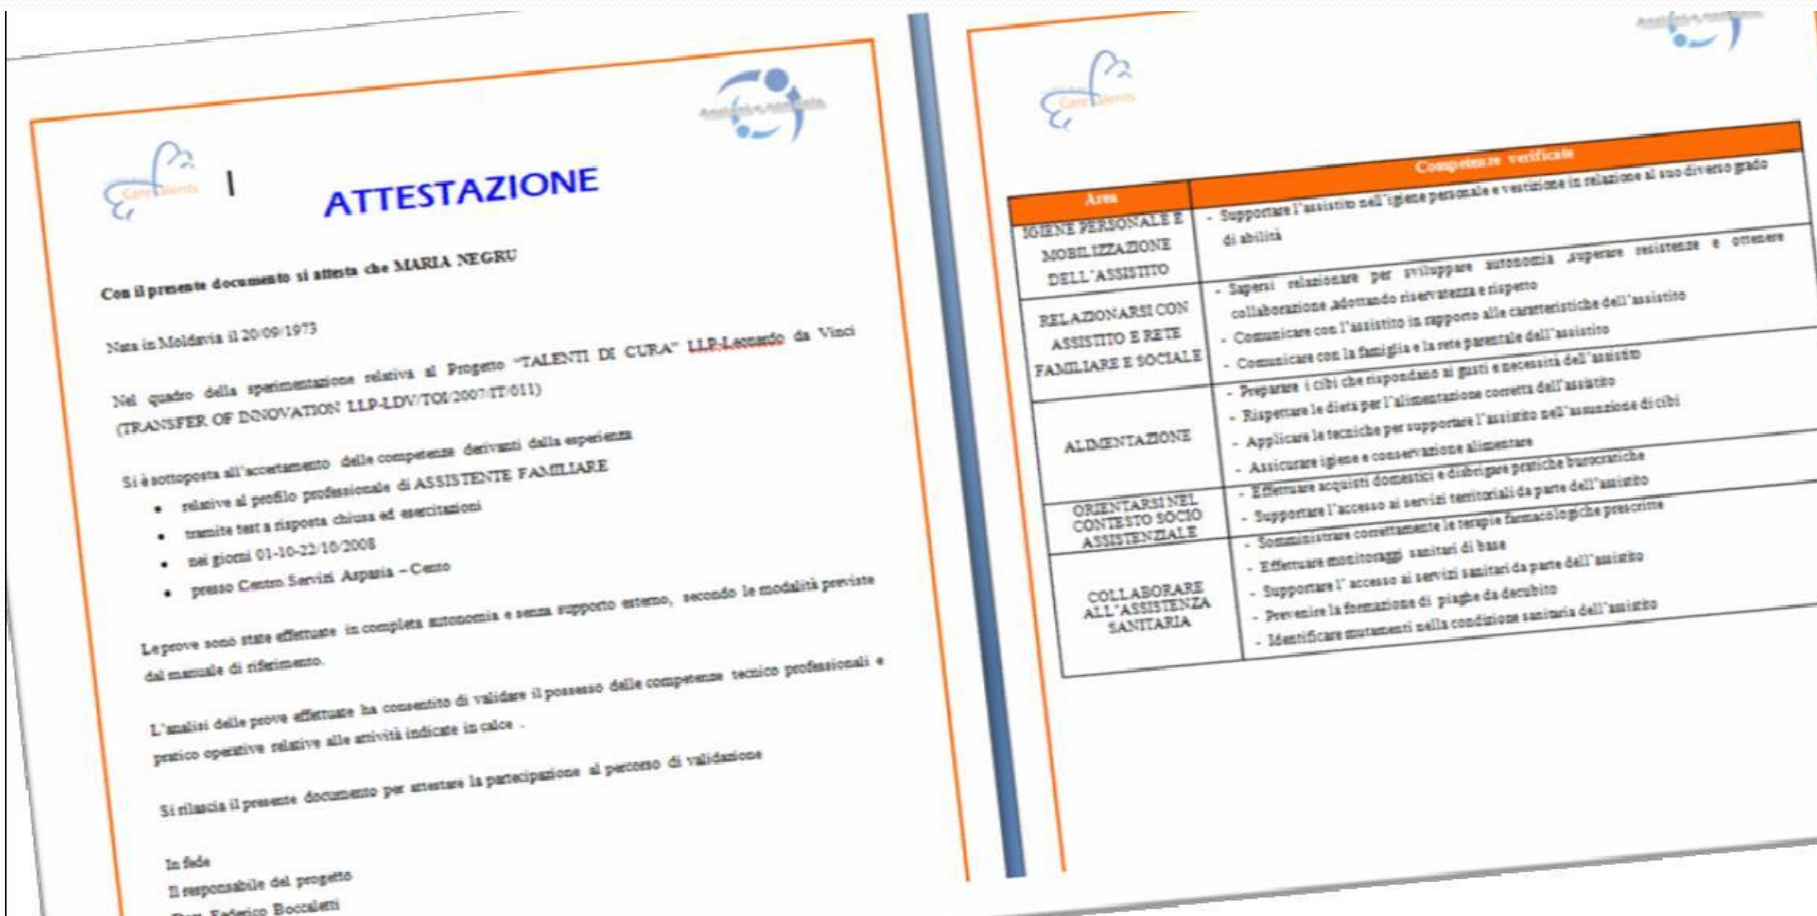 CareTalents
ATTESTAZIONE
Con il presente documento si attesta che MARIA NEGRU
Nata in Moldavia il 20/09/1973
Nel quadro della sperimentazione relativa al Progetto “TALENTI DI CURA” LLP-Leonardo da Vinci
(TRANSFER OF INNOVATION LLP-LDV/TOI/2007/IT/011)
Si è sottoposta all’accertamento delle competenze derivanti dalla esperienza
• relative al profilo professionale di ASSISTENTE FAMILIARE
• tramite test a risposta chiusa ed esercitazioni
• nei giorni 01-10-22/10/2008
• presso Centro Servizi Aspasia – Cento
Le prove sono state effettuate in completa autonomia e senza supporto esterno, secondo le modalità previste
dal manuale di riferimento.
L’analisi delle prove effettuate ha consentito di validare il possesso delle competenze tecnico professionali e
pratico operative relative alle attività indicate in calce .
Si rilascia il presente documento per attestare la partecipazione al percorso di validazione
In fede
Il responsabile del progetto
Dott. Federico Boccaletti
CareTalents
Area
Competenze verificate
IGIENE PERSONALE E
MOBILIZZAZIONE
DELL’ASSISTITO
- Supportare l’assistito nell’igiene personale e vestizione in relazione al suo diverso grado
di abilità
RELAZIONARSI CON
ASSISTITO E RETE
FAMILIARE E SOCIALE
- Sapersi relazionare per sviluppare autonomia ,superare resistenze e ottenere
collaborazione ,adottando riservatezza e rispetto
- Comunicare con l’assistito in rapporto alle caratteristiche dell’assistito
- Comunicare con la famiglia e la rete parentale dell’assistito
ALIMENTAZIONE
- Preparare i cibi che rispondano ai gusti e necessità dell’assistito
- Rispettare le dieta per l’alimentazione corretta dell’assistito
- Applicare le tecniche per supportare l’assistito nell’assunzione di cibi
- Assicurare igiene e conservazione alimentare
ORIENTARSI NEL
CONTESTO SOCIO
ASSISTENZIALE
- Effettuare acquisti domestici e disbrigare pratiche burocratiche
- Supportare l’accesso ai servizi territoriali da parte dell’assistito
COLLABORARE
ALL’ASSISTENZA
SANITARIA
- Somministrare correttamente le terapie farmacologiche prescritte
- Effettuare monitoraggi sanitari di base
- Supportare l’ accesso ai servizi sanitari da parte dell’assistito
- Prevenire la formazione di piaghe da decubito
- Identificare mutamenti nella condizione sanitaria dell’assistito